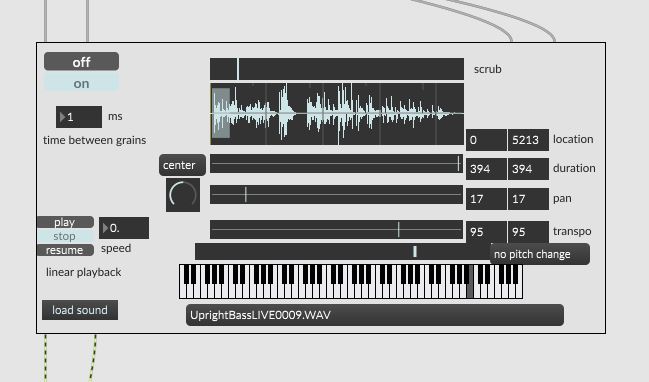 off
on
scrub
1 ms
time between grains
0 5213 location
center
394 394 duration
17 17 pan
play
stop
resume
0.
speed
95 95 transpo
no pitch change
linear playback
load sound
UprightBassLIVE0009.WAV